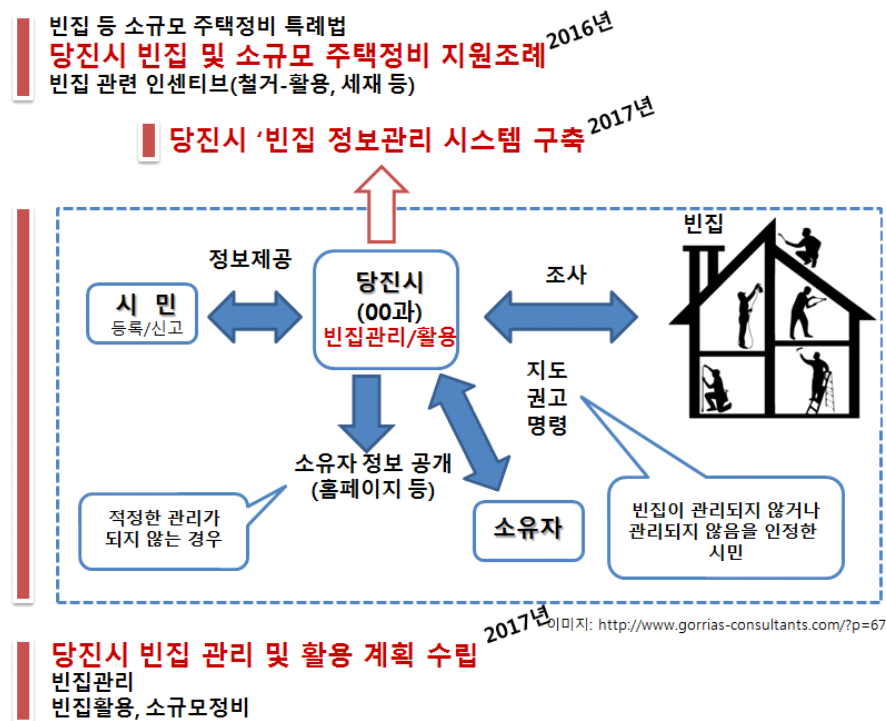 빈집 등 소규모 주택정비 특례법
당진시 빈집 및 소규모 주택정비 지원조례 2016년
빈집 관련 인센티브(철거-활용, 세재 등)
당진시 ‘빈집 정보관리 시스템 구축 2017년
빈집
정보제공
조사
시 민
등록/신고
당진시
(00과)
빈집관리/활용
지도
권고
명령
소유자 정보 공개
(홈페이지 등)
적정한 관리가
되지 않는 경우
소유자
빈집이 관리되지 않거나
관리되지 않음을 인정한
시민
이미지: http://www.gorrias-consultants.com/?p=67
당진시 빈집 관리 및 활용 계획 수립 2017년
빈집관리
빈집활용, 소규모정비